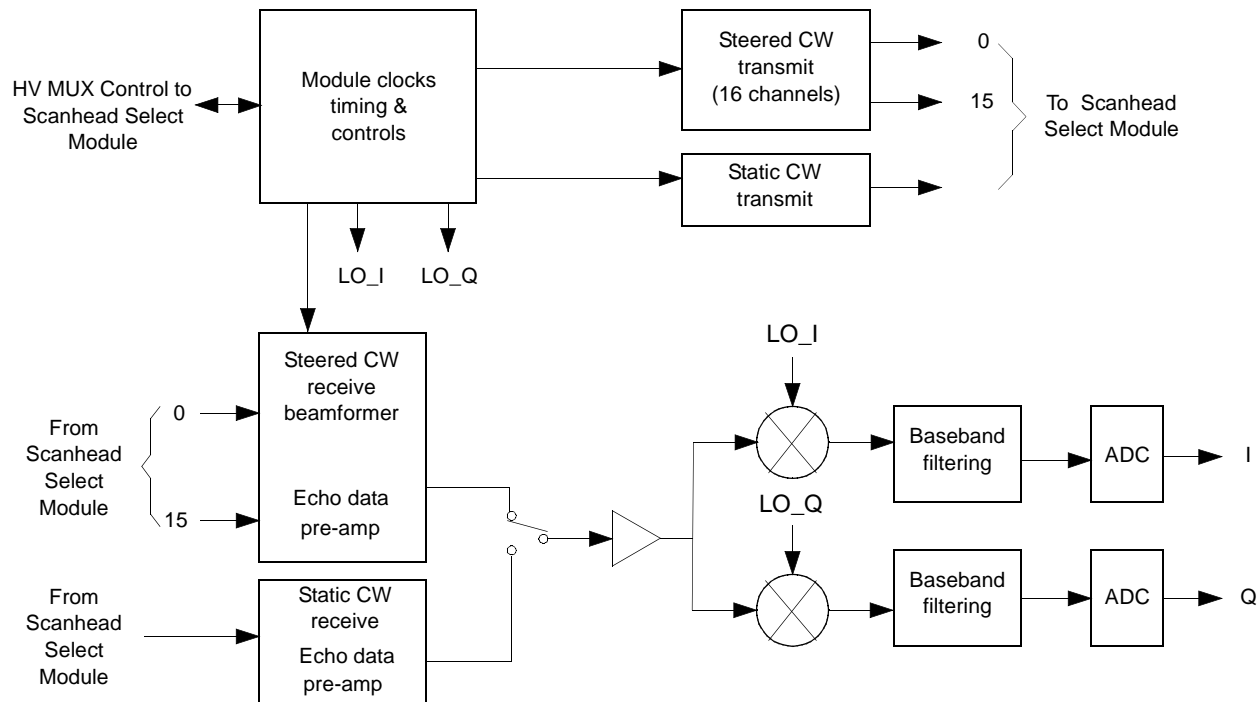 HV MUX Control to
Scanhead Select
Module
Module clocks
timing &
controls
Steered CW
transmit
(16 channels)
0
15
To Scanhead
Select Module
Static CW
transmit
LO_I
LO_Q
From
Scanhead
Select
Module
0
15
Steered CW
receive
beamformer
Echo data
pre-amp
LO_I
Baseband
filtering
ADC
I
LO_Q
Baseband
filtering
ADC
Q
From
Scanhead
Select
Module
Static CW
receive
Echo data
pre-amp